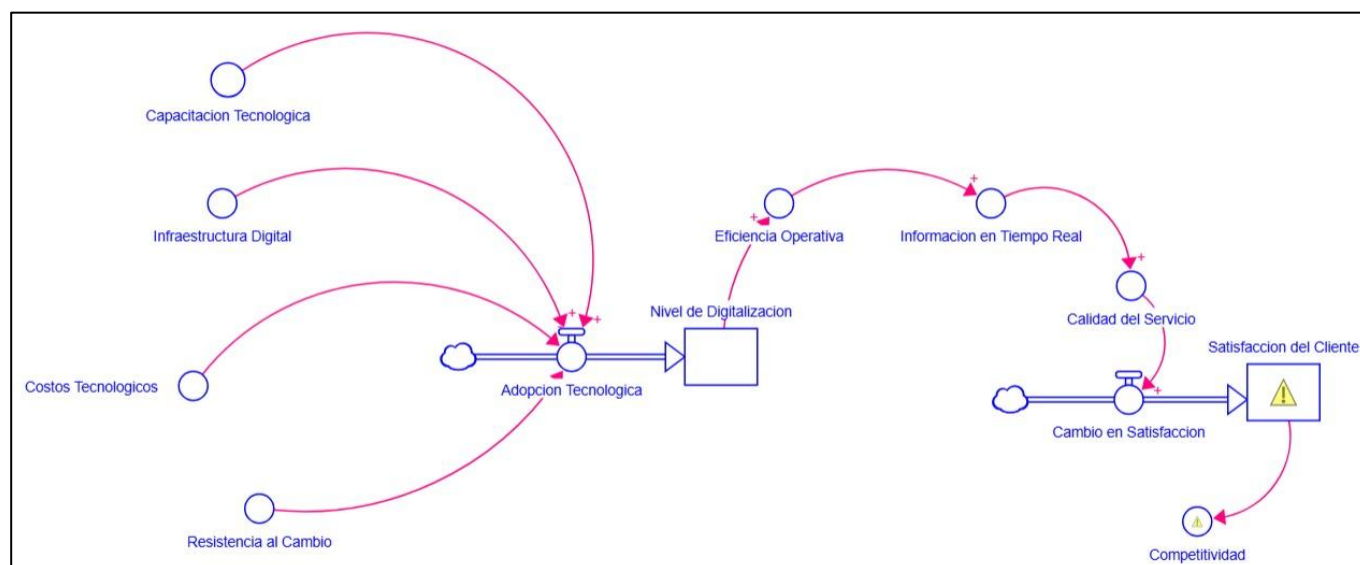 Capacitacion Tecnologica
Infraestructura Digital
Costos Tecnologicos
Resistencia al Cambio
+
+
Adopcion Tecnologica
Nivel de Digitalizacion
+
Eficiencia Operativa
+
Informacion en Tiempo Real
+
Calidad del Servicio
+
Cambio en Satisfaccion
Satisfaccion del Cliente
!
!
Competitividad